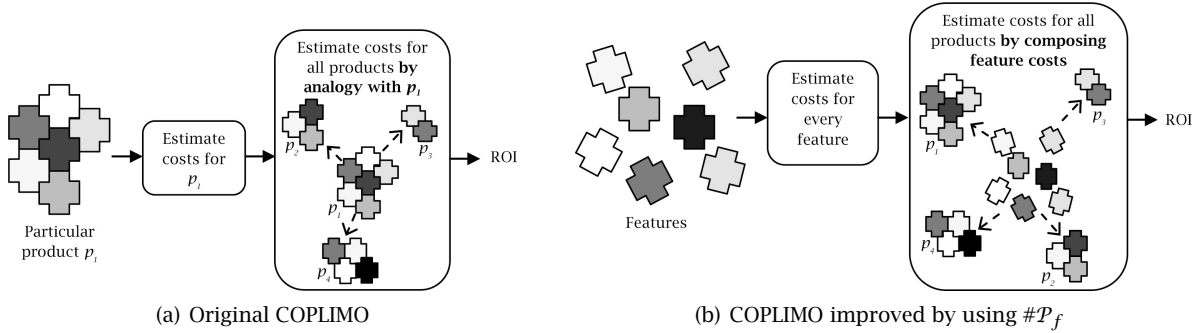 Particular
product p₁
Estimate
costs for
p₁
Estimate costs for
all products by
analogy with p₁
p₂
p₃
p₁
p₄
ROI
(a) Original COPLIMO
Features
Estimate
costs for
every
feature
Estimate costs for all
products by composing
feature costs
p₁
p₃
p₄
p₂
ROI
(b) COPLIMO improved by using #𝒫_f